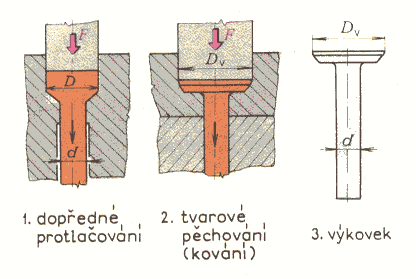 F
F
D
D_v
D_v
d
d
1. dopředné
protlačování
2. tvarové
pěchování
(kování)
3. výkovek